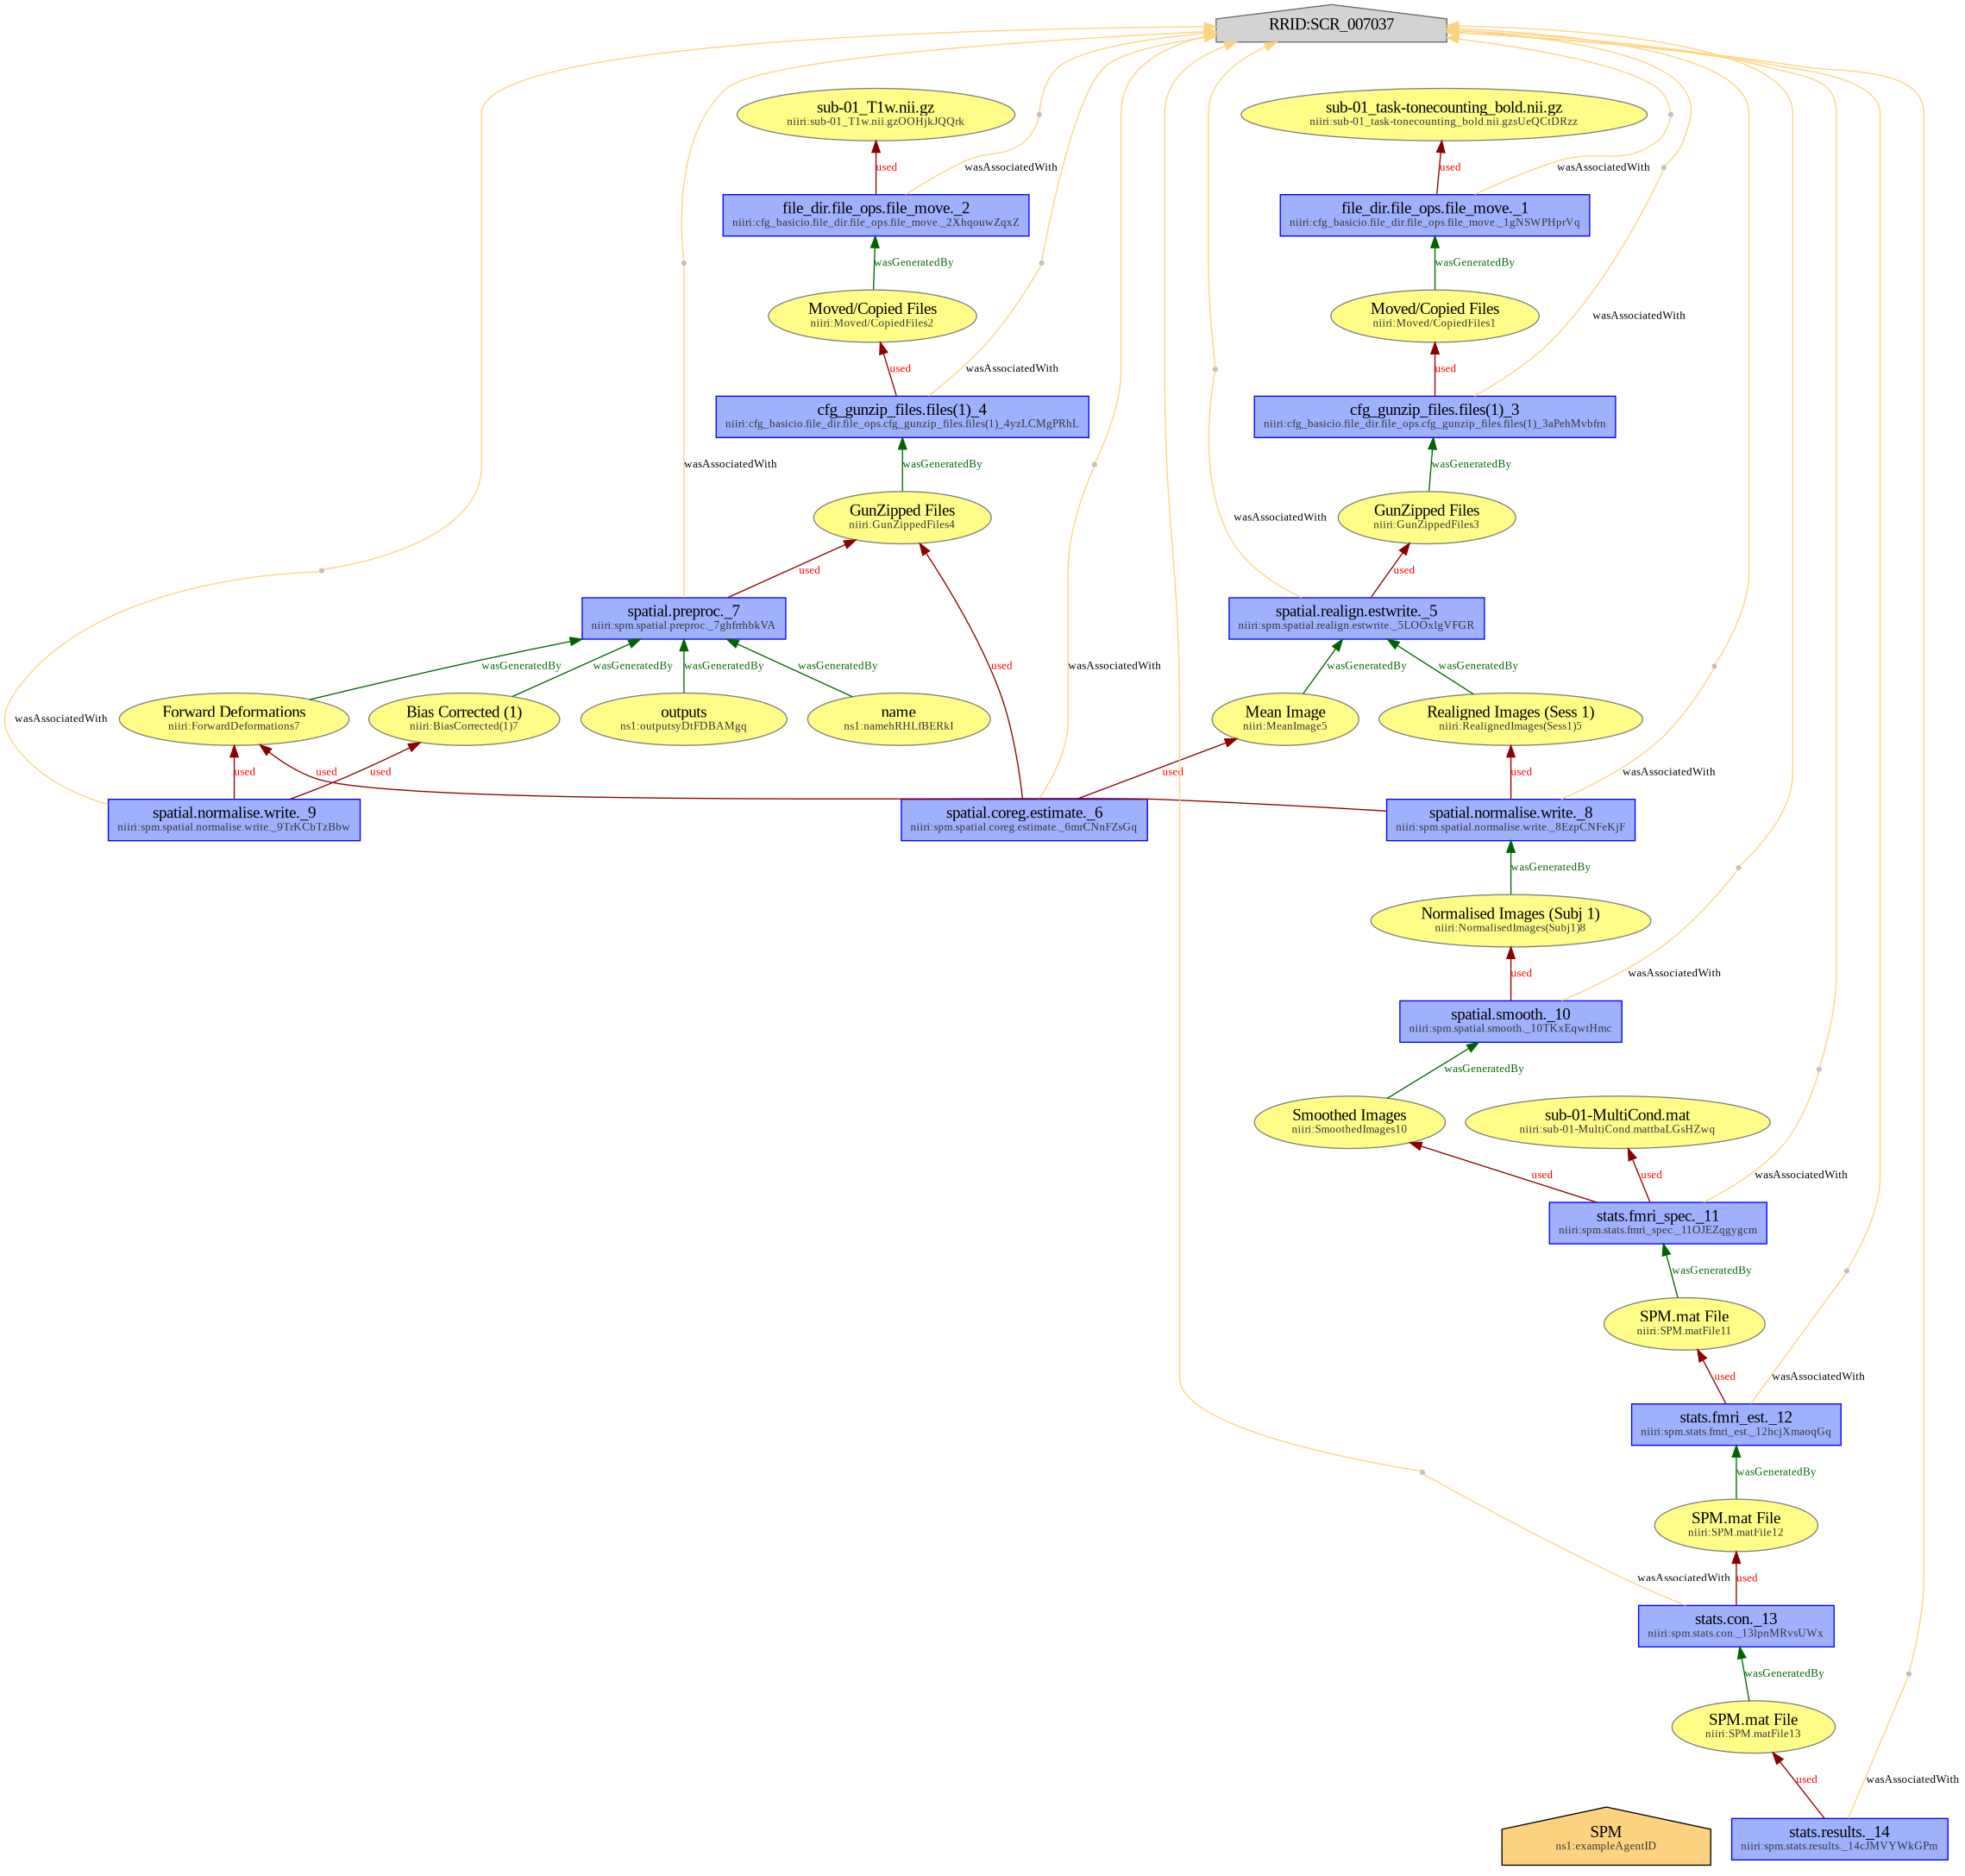 RRID:SCR_007037
sub-01_T1w.nii.gz
niiri:sub-01_T1w.nii.gzOOHjkJQQrk
sub-01_task-tonecounting_bold.nii.gz
niiri:sub-01_task-tonecounting_bold.nii.gzsUeQCtDRzz
used
wasAssociatedWith
used
wasAssociatedWith
file_dir.file_ops.file_move._2
niiri:cfg_basicio.file_dir.file_ops.file_move._2XhqouwZqxZ
file_dir.file_ops.file_move._1
niiri:cfg_basicio.file_dir.file_ops.file_move._1gNSWPHprVq
wasGeneratedBy
wasGeneratedBy
Moved/Copied Files
niiri:Moved/CopiedFiles2
Moved/Copied Files
niiri:Moved/CopiedFiles1
wasAssociatedWith
used
wasAssociatedWith
used
cfg_gunzip_files.files(1)_4
niiri:cfg_basicio.file_dir.file_ops.cfg_gunzip_files.files(1)_4yzLCMgPRhL
cfg_gunzip_files.files(1)_3
niiri:cfg_basicio.file_dir.file_ops.cfg_gunzip_files.files(1)_3aPehMvbfrn
wasAssociatedWith
wasGeneratedBy
wasGeneratedBy
GunZipped Files
niiri:GunZippedFiles4
wasAssociatedWith
GunZipped Files
niiri:GunZippedFiles3
used
used
spatial.preproc._7
niiri:spm.spatial.preproc._7ghfrrhbkVA
spatial.realign.estwrite._5
niiri:spm.spatial.realign.estwrite._5LOOxlgVFGR
wasGeneratedBy
wasGeneratedBy
wasGeneratedBy
wasGeneratedBy
used
wasAssociatedWith
wasGeneratedBy
wasGeneratedBy
wasAssociatedWith
Forward Deformations
niiri:ForwardDeformations7
Bias Corrected (1)
niiri:BiasCorrected(1)7
outputs
ns1:outputsyDtFDBAMgq
name
ns1:namehRHLfBERkI
Mean Image
niiri:MeanImage5
Realigned Images (Sess 1)
niiri:RealignedImages(Sess1)5
used
used
used
used
used
wasAssociatedWith
spatial.normalise.write._9
niiri:spm.spatial.normalise.write._9TrKCbTzBbw
spatial.coreg.estimate._6
niiri:spm.spatial.coreg.estimate._6mrCNnFZsGq
spatial.normalise.write._8
niiri:spm.spatial.normalise.write._8EzpCNFeKjF
wasGeneratedBy
Normalised Images (Subj 1)
niiri:NormalisedImages(Subj1)8
used
wasAssociatedWith
spatial.smooth._10
niiri:spm.spatial.smooth._10TKxEqwtHmc
wasGeneratedBy
Smoothed Images
niiri:SmoothedImages10
sub-01-MultiCond.mat
niiri:sub-01-MultiCond.mattbaLGsHZwq
used
used
wasAssociatedWith
stats.fmri_spec._11
niiri:spm.stats.fmri_spec._11OJEZqgygcm
wasGeneratedBy
SPM.mat File
niiri:SPM.matFile11
used
wasAssociatedWith
stats.fmri_est._12
niiri:spm.stats.fmri_est._12hcjXmaoqGq
wasGeneratedBy
SPM.mat File
niiri:SPM.matFile12
wasAssociatedWith
used
stats.con._13
niiri:spm.stats.con._13lpnMRvsUWx
wasGeneratedBy
SPM.mat File
niiri:SPM.matFile13
used
wasAssociatedWith
SPM
ns1:exampleAgentID
stats.results._14
niiri:spm.stats.results._14cJMVYWkGPm